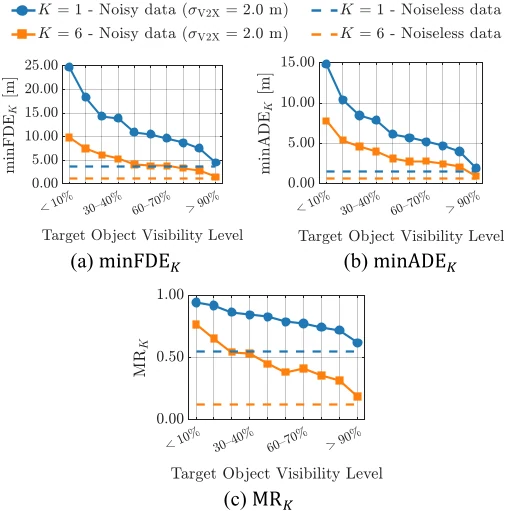 K = 1 - Noisy data (σV2X = 2.0 m) K = 1 - Noiseless data
K = 6 - Noisy data (σV2X = 2.0 m) K = 6 - Noiseless data
minFDEK [m]
25.00
20.00
15.00
10.00
5.00
0.00
< 10% 30–40% 60–70% > 90%
Target Object Visibility Level
(a) minFDEK
minADEK [m]
15.00
10.00
5.00
0.00
< 10% 30–40% 60–70% > 90%
Target Object Visibility Level
(b) minADEK
MRK
1.00
0.50
0.00
< 10% 30–40% 60–70% > 90%
Target Object Visibility Level
(c) MRK